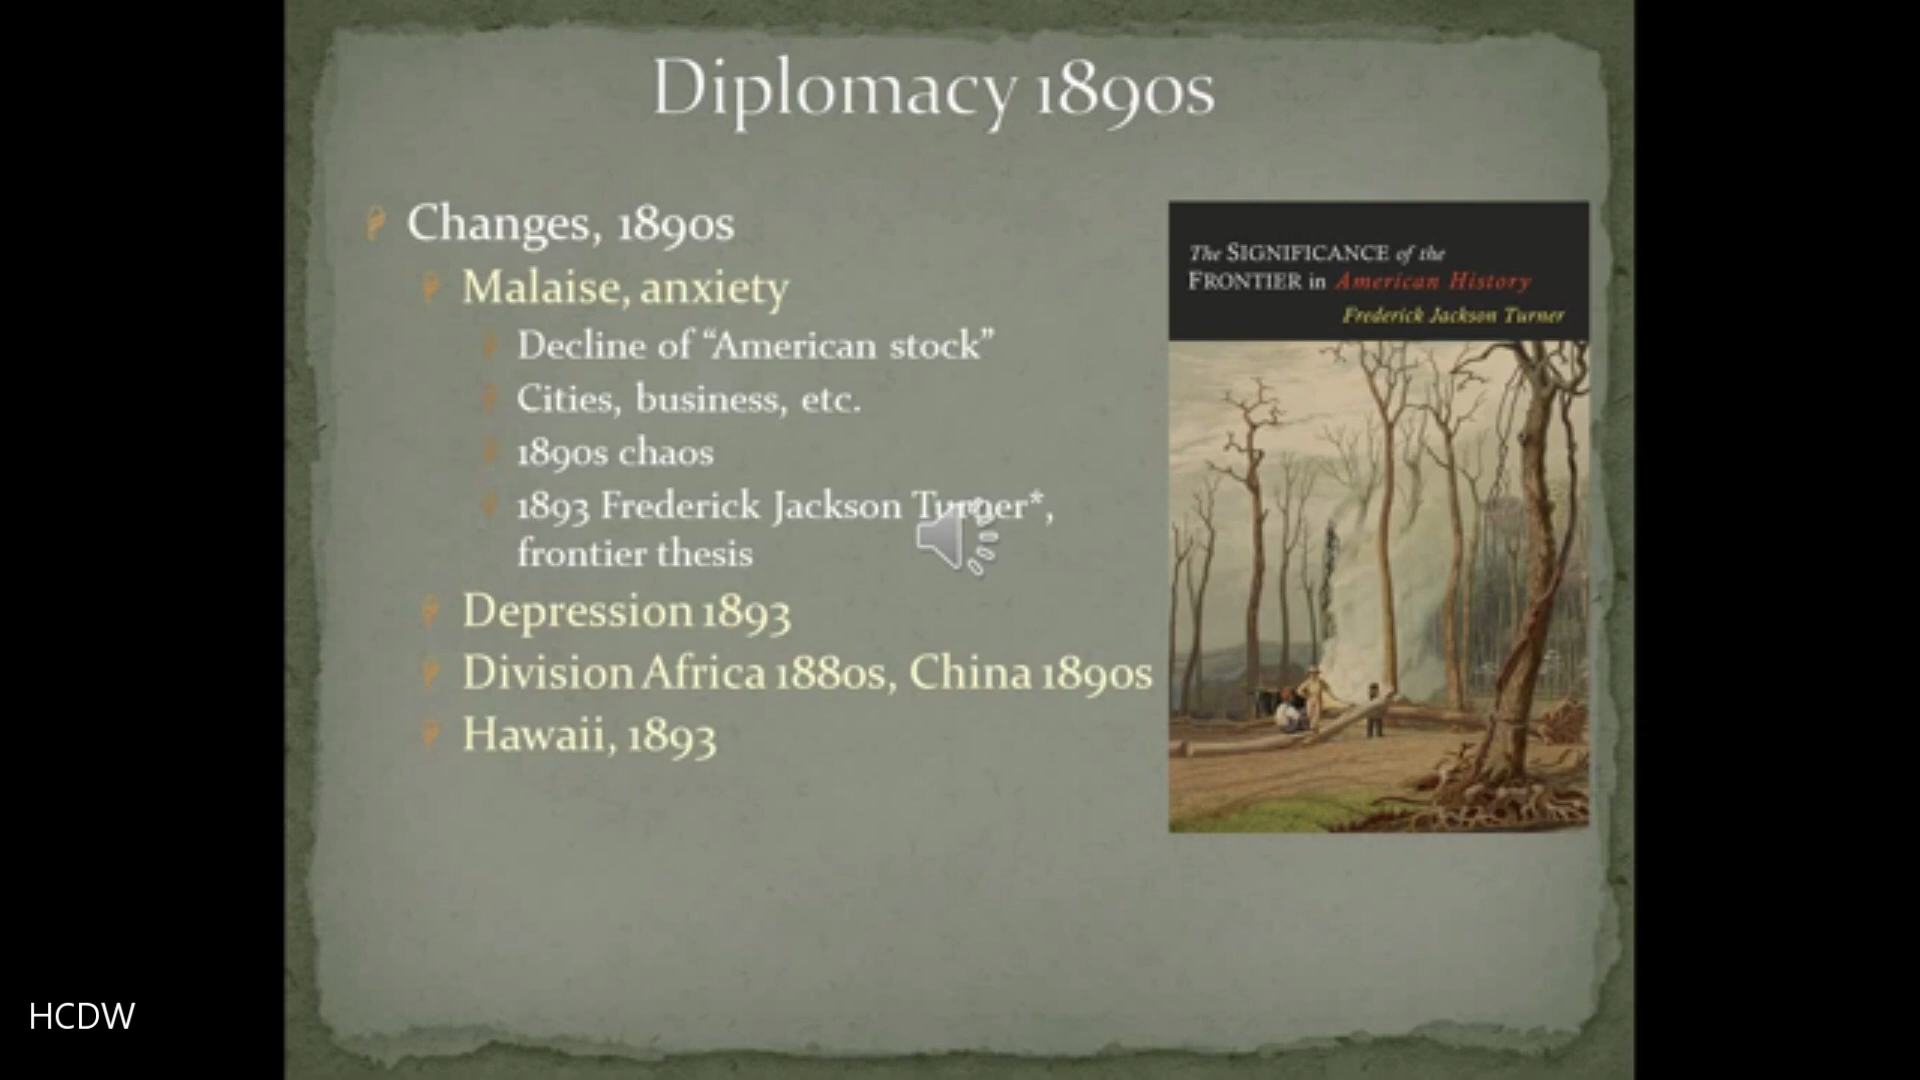 Diplomacy 1890s
Changes, 1890s
Malaise, anxiety
Decline of “American stock”
Cities, business, etc.
1890s chaos
1893 Frederick Jackson Turner*,
frontier thesis
Depression 1893
Division Africa 1880s, China 1890s
Hawaii, 1893
The SIGNIFICANCE of the
FRONTIER in American History
Frederick Jackson Turner
HCDW